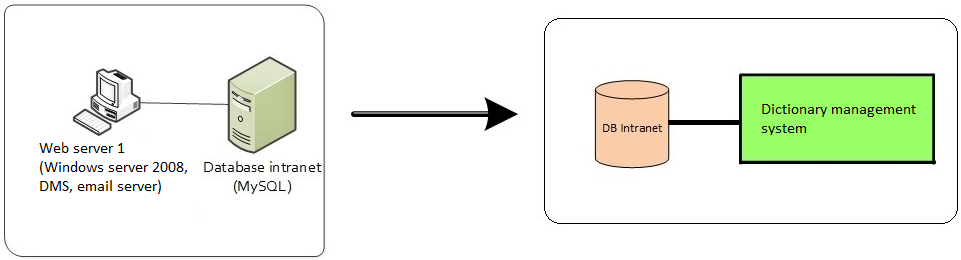 Web server 1
(Windows server 2008,
DMS, email server)
Database intranet
(MySQL)
DB Intranet
Dictionary management
system